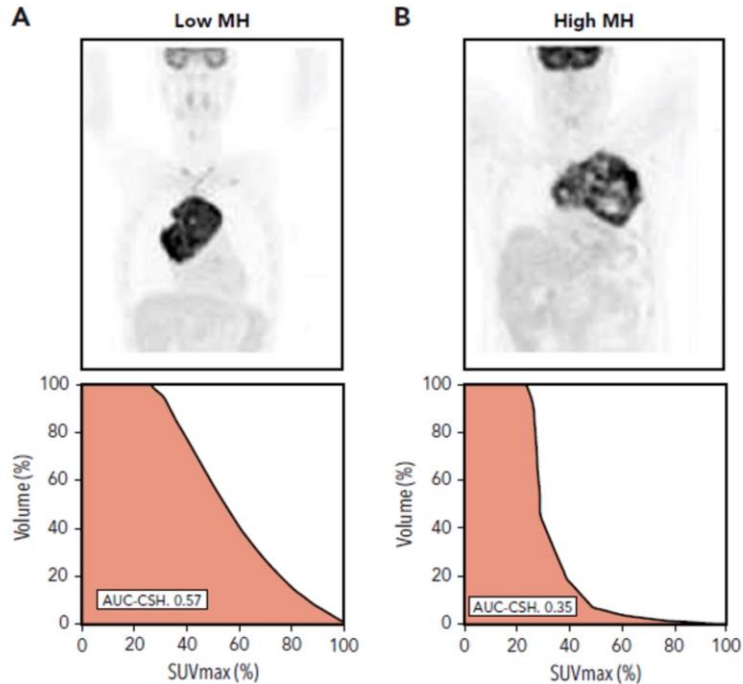 A
Low MH
B
High MH
Volume (%)
100
80
60
40
20
0
AUC-CSH. 0.57
0 20 40 60 80 100
SUVmax (%)
Volume (%)
100
80
60
40
20
0
AUC-CSH. 0.35
0 20 40 60 80 100
SUVmax (%)